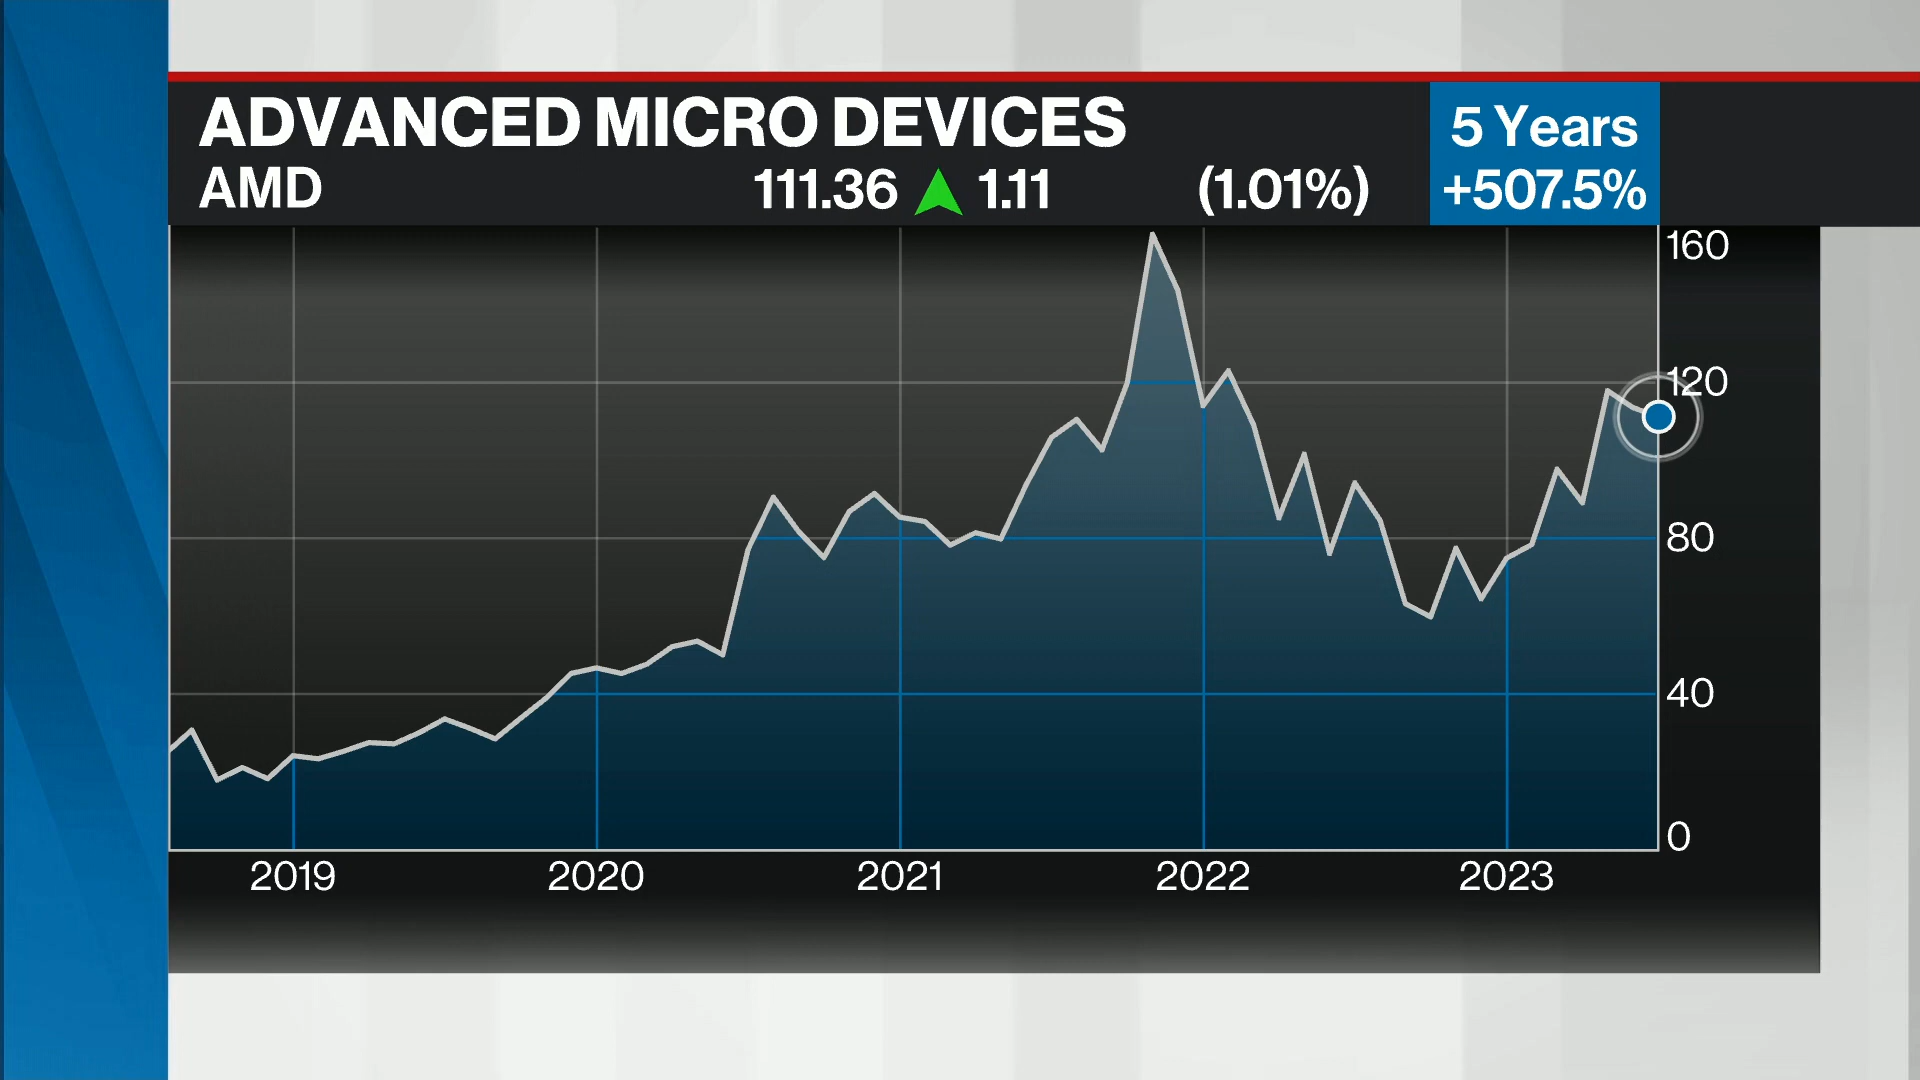 ADVANCED MICRO DEVICES
AMD 111.36 ▲ 1.11 (1.01%)
5 Years
+507.5%
160
120
80
40
0
2019 2020 2021 2022 2023